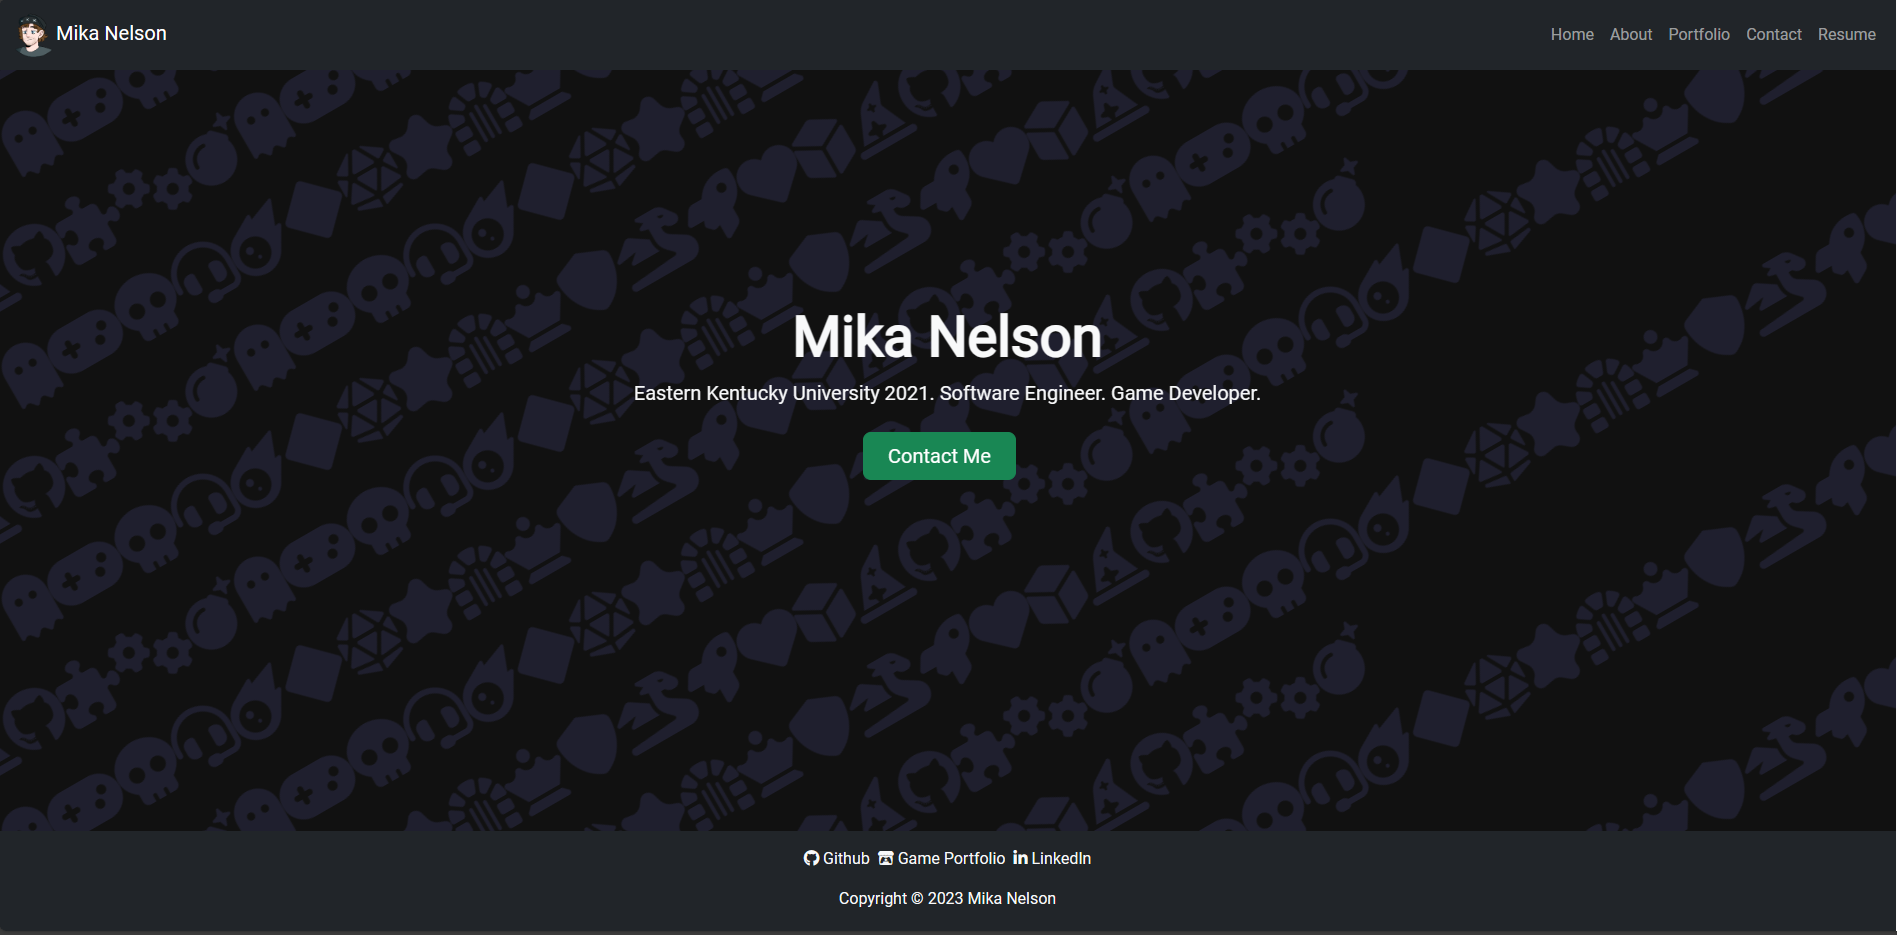 Mika Nelson
Home About Portfolio Contact Resume
Mika Nelson
Eastern Kentucky University 2021. Software Engineer. Game Developer.
Contact Me
Github Game Portfolio LinkedIn
Copyright © 2023 Mika Nelson